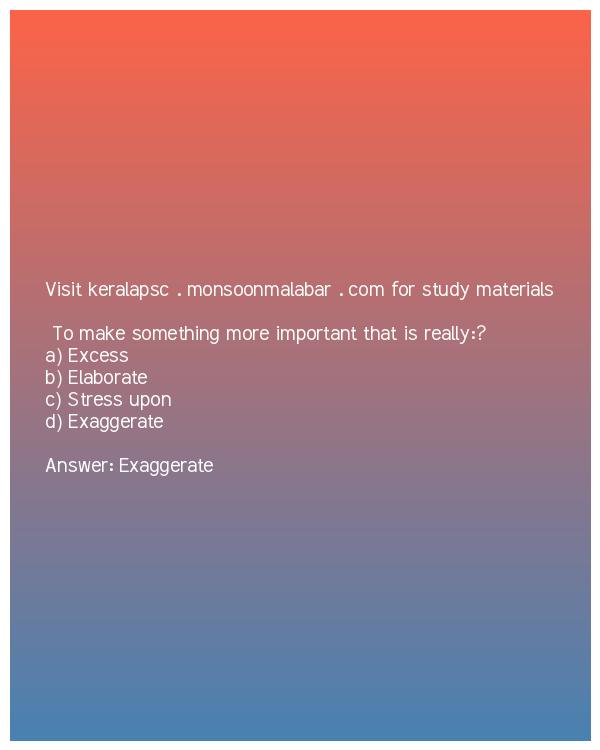 Visit keralapsc . monsoonmalabar . com for study materials
To make something more important that is really:?
a) Excess
b) Elaborate
c) Stress upon
d) Exaggerate
Answer: Exaggerate